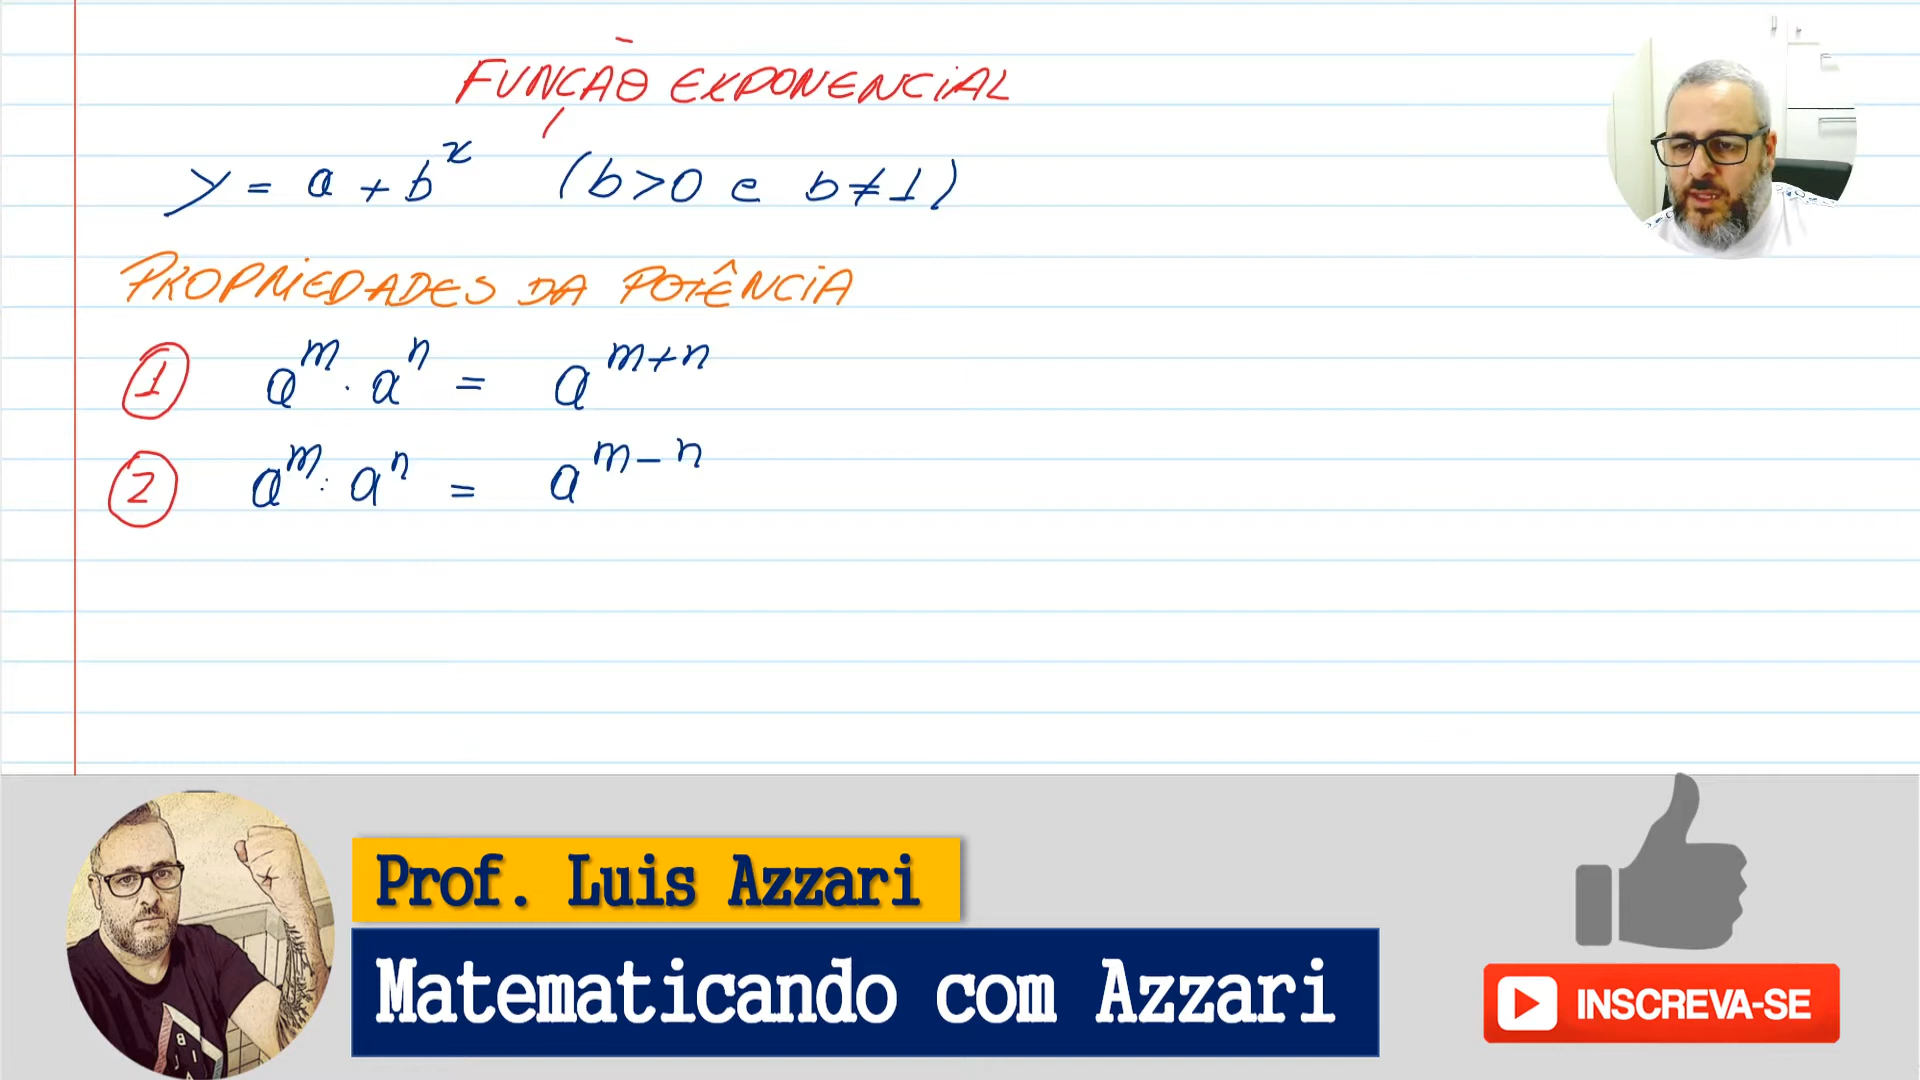 FUNÇÃO EXPONENCIAL
y = a + b^x (b>0 e b≠1)
PROPRIEDADES DA POTÊNCIA
1 a^m · a^n = a^(m+n)
2 a^m : a^n = a^(m-n)
Prof. Luis Azzari
Matematicando com Azzari
INSCREVA-SE